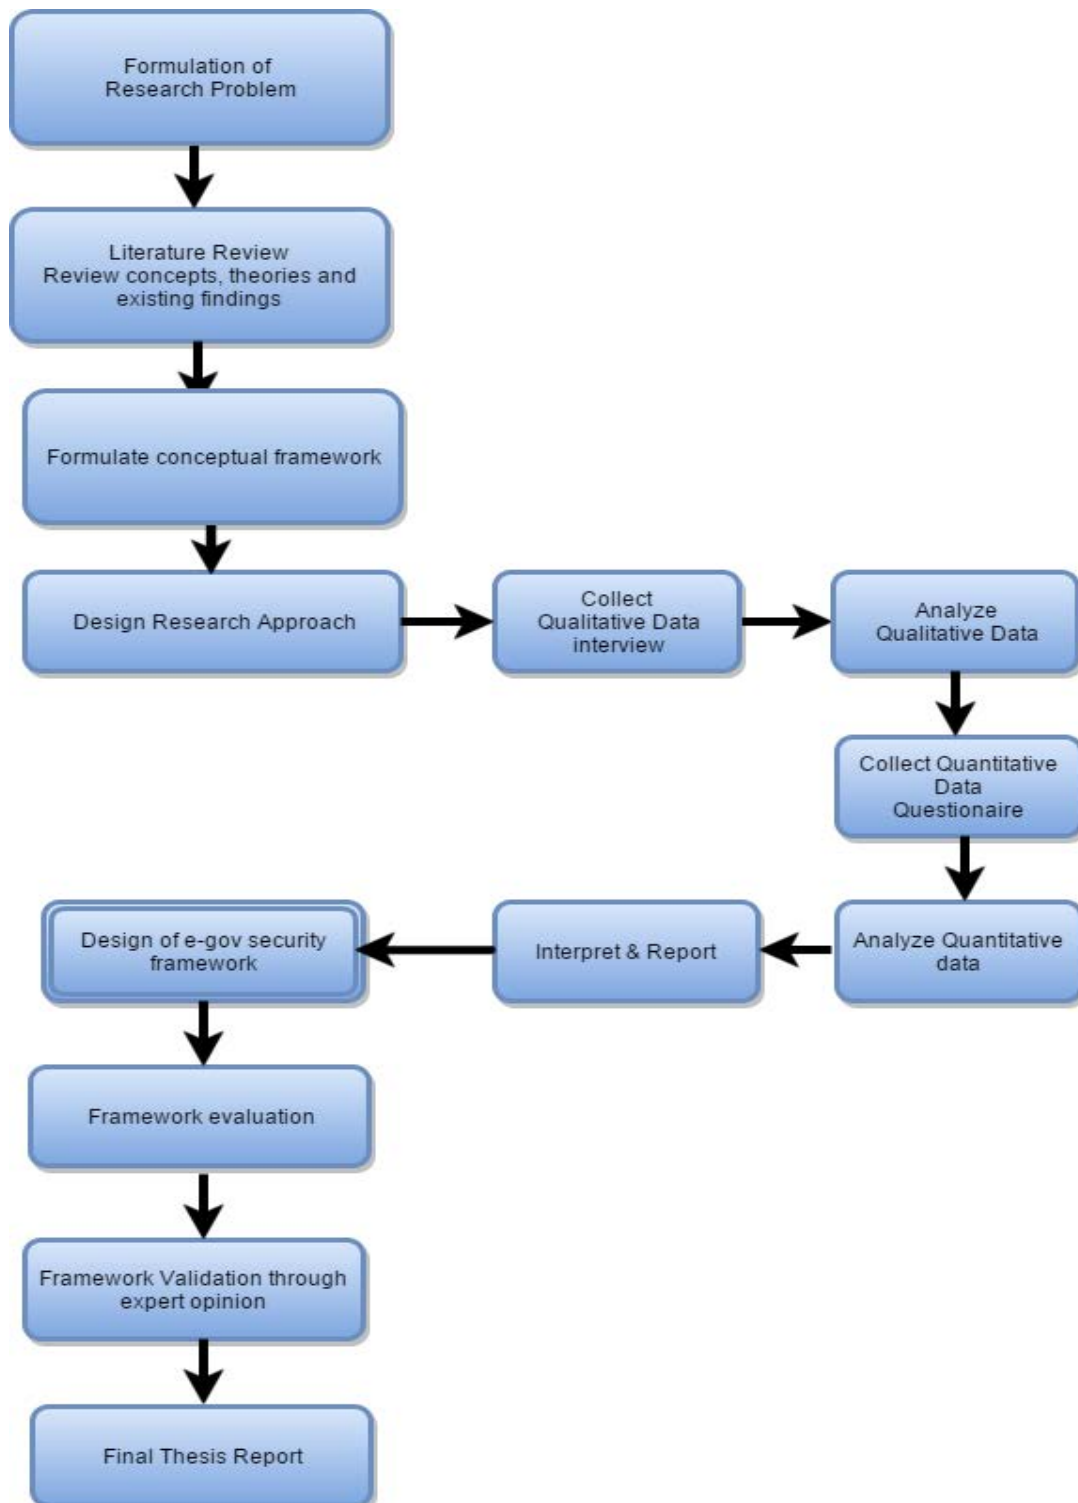 Formulation of
Research Problem
Literature Review
Review concepts, theories and
existing findings
Formulate conceptual framework
Design Research Approach
Collect
Qualitative Data
interview
Analyze
Qualitative Data
Collect Quantitative
Data
Questionaire
Analyze Quantitative
data
Interpret & Report
Design of e-gov security
framework
Framework evaluation
Framework Validation through
expert opinion
Final Thesis Report